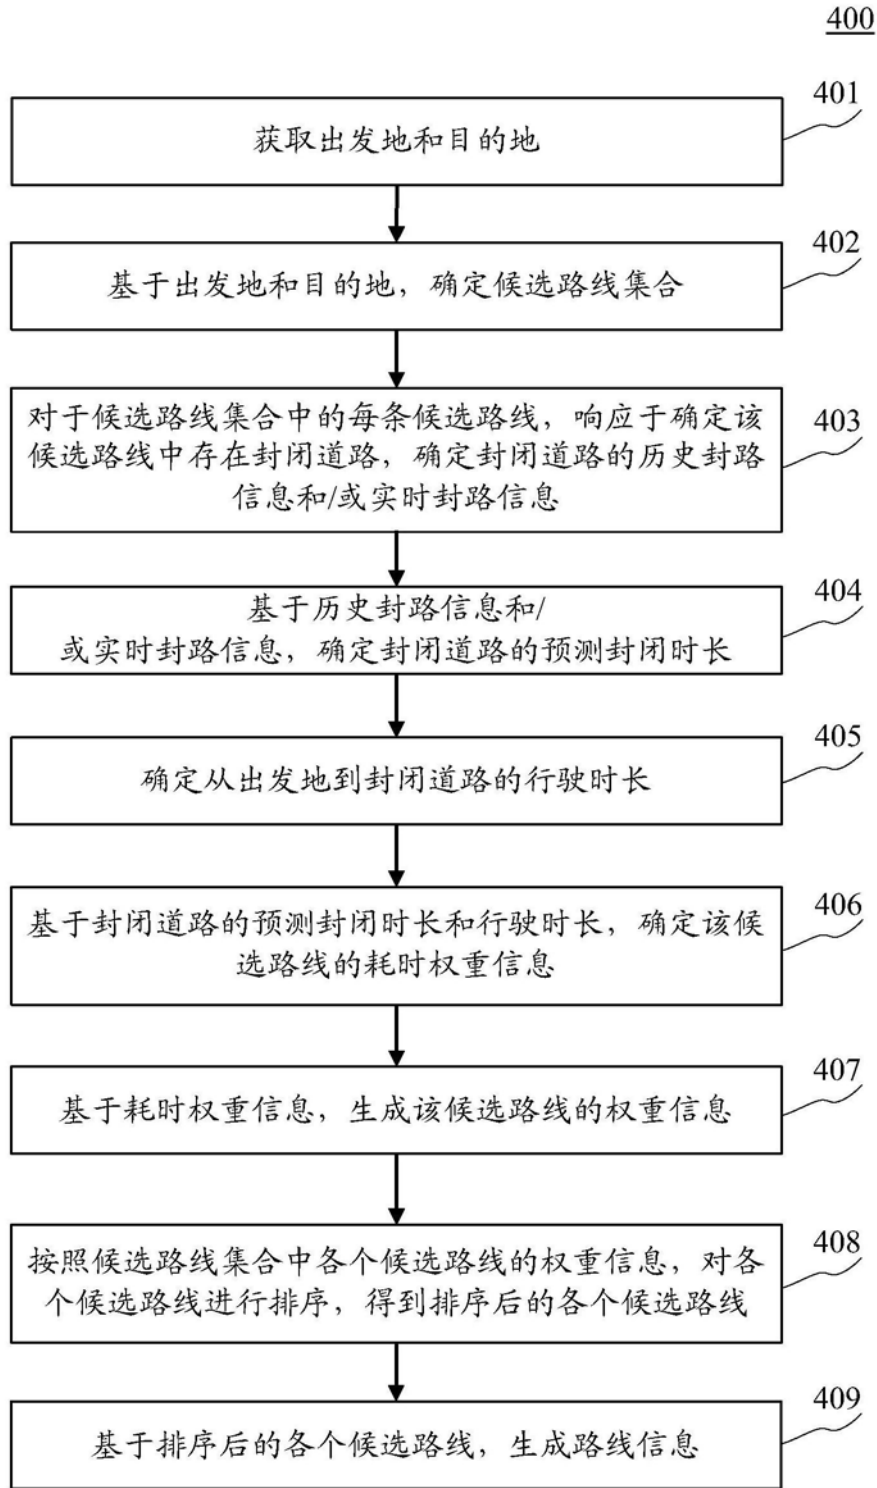 400
401
获取出发地和目的地
402
基于出发地和目的地，确定候选路线集合
403
对于候选路线集合中的每条候选路线，响应于确定该
候选路线中存在封闭道路，确定封闭道路的历史封路
信息和/或实时封路信息
404
基于历史封路信息和/
或实时封路信息，确定封闭道路的预测封闭时长
405
确定从出发地到封闭道路的行驶时长
406
基于封闭道路的预测封闭时长和行驶时长，确定该候
选路线的耗时权重信息
407
基于耗时权重信息，生成该候选路线的权重信息
408
按照候选路线集合中各个候选路线的权重信息，对各
个候选路线进行排序，得到排序后的各个候选路线
409
基于排序后的各个候选路线，生成路线信息